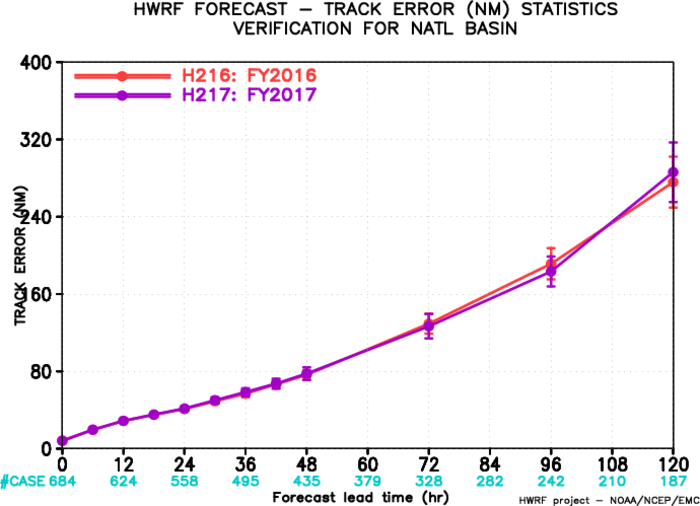 HWRF FORECAST – TRACK ERROR (NM) STATISTICS
VERIFICATION FOR NATL BASIN
H216: FY2016
H217: FY2017
400
320
240
160
80
0
TRACK ERROR (NM)
0 12 24 36 48 60 72 84 96 108 120
#CASE 684 624 558 495 435 379 328 282 242 210 187
Forecast lead time (hr)
HWRF project – NOAA/NCEP/EMC